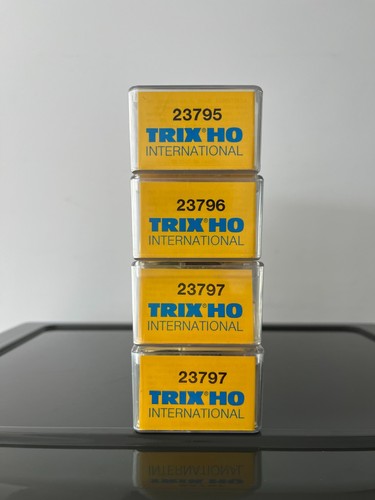 23795
TRIX®HO
INTERNATIONAL
23796
TRIX®HO
INTERNATIONAL
23797
TRIX®HO
INTERNATIONAL
23797
TRIX®HO
INTERNATIONAL